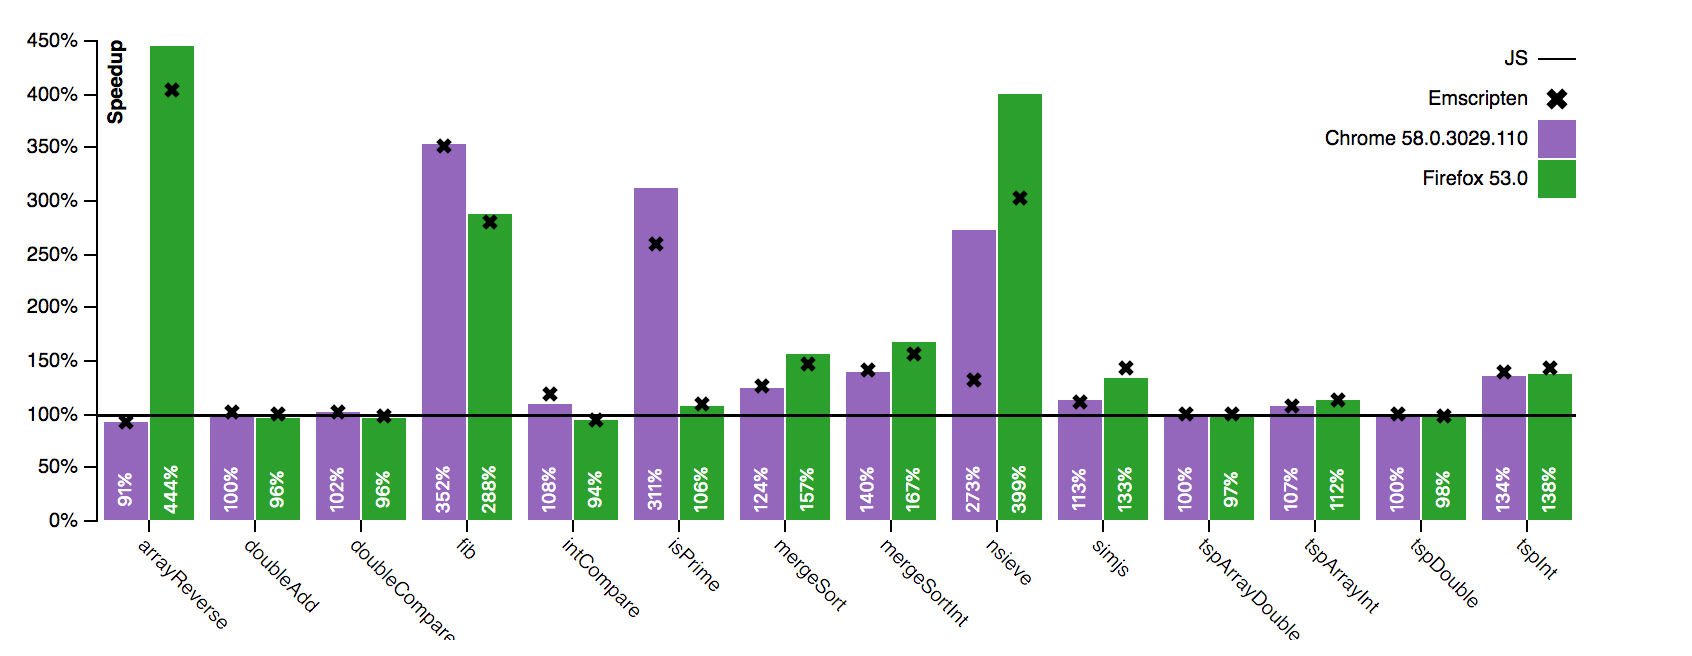 450%
400%
350%
300%
250%
200%
150%
100%
50%
0%
Speedup
JS
Emscripten
Chrome 58.0.3029.110
Firefox 53.0
91%
444%
100%
96%
102%
96%
352%
288%
108%
94%
311%
106%
124%
157%
140%
167%
273%
399%
113%
133%
100%
97%
107%
112%
100%
98%
134%
138%
arrayReverse
doubleAdd
doubleCompare
fib
intCompare
isPrime
mergeSort
mergeSortInt
nsieve
simjs
tspArrayDouble
tspArrayInt
tspDouble
tspInt